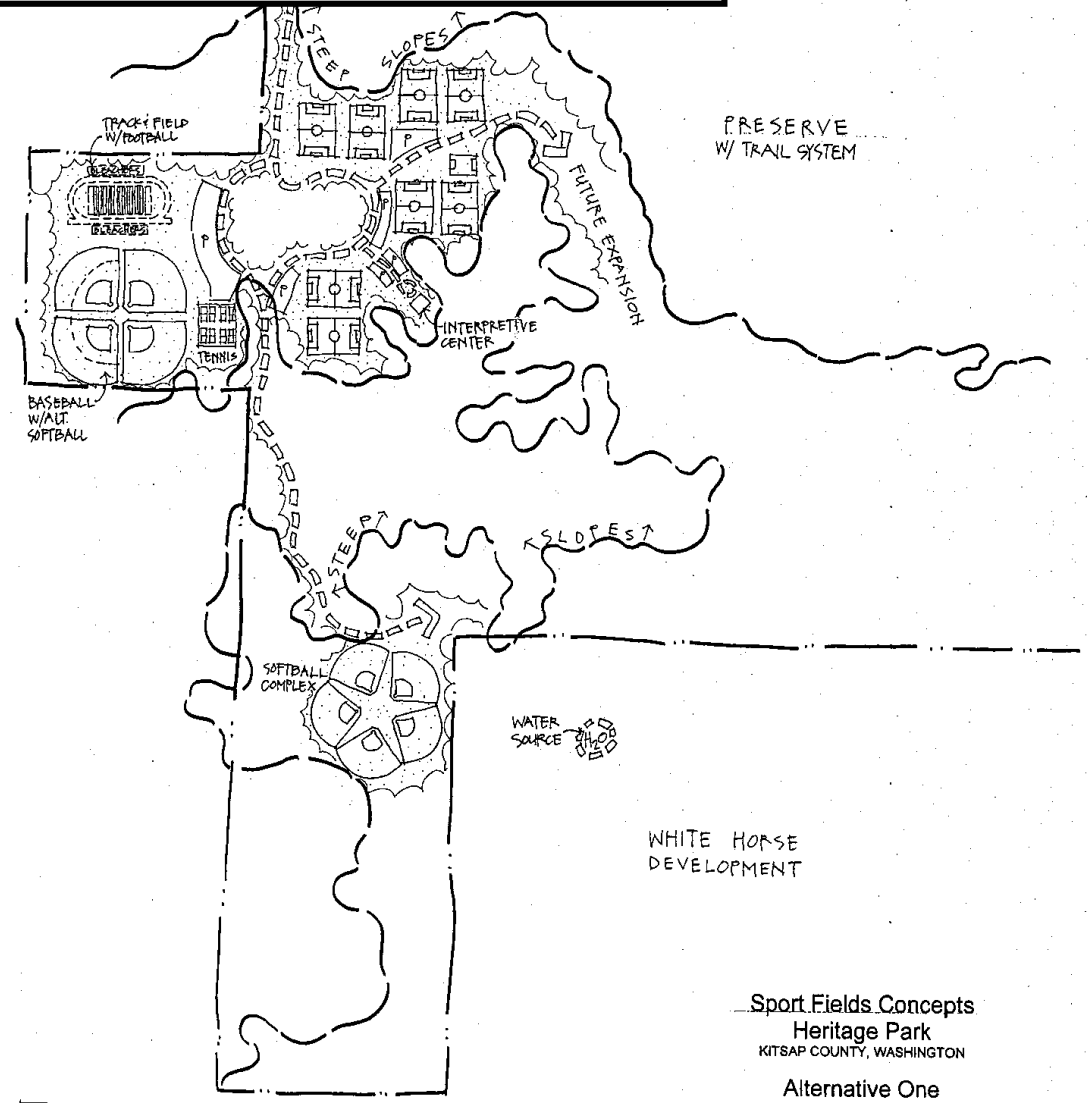 STEEP SLOPES
TRACK & FIELD
W/FOOTBALL
BLEACHERS
BLEACHERS
PRESERVE
W/ TRAIL SYSTEM
P
P
P
P
FUTURE EXPANSION
INTERPRETIVE
CENTER
TENNIS
BASEBALL
W/ALT.
SOFTBALL
STEEP
SLOPES
SOFTBALL
COMPLEX
WATER
SOURCE
H2O
WHITE HORSE
DEVELOPMENT
Sport Fields Concepts
Heritage Park
KITSAP COUNTY, WASHINGTON
Alternative One